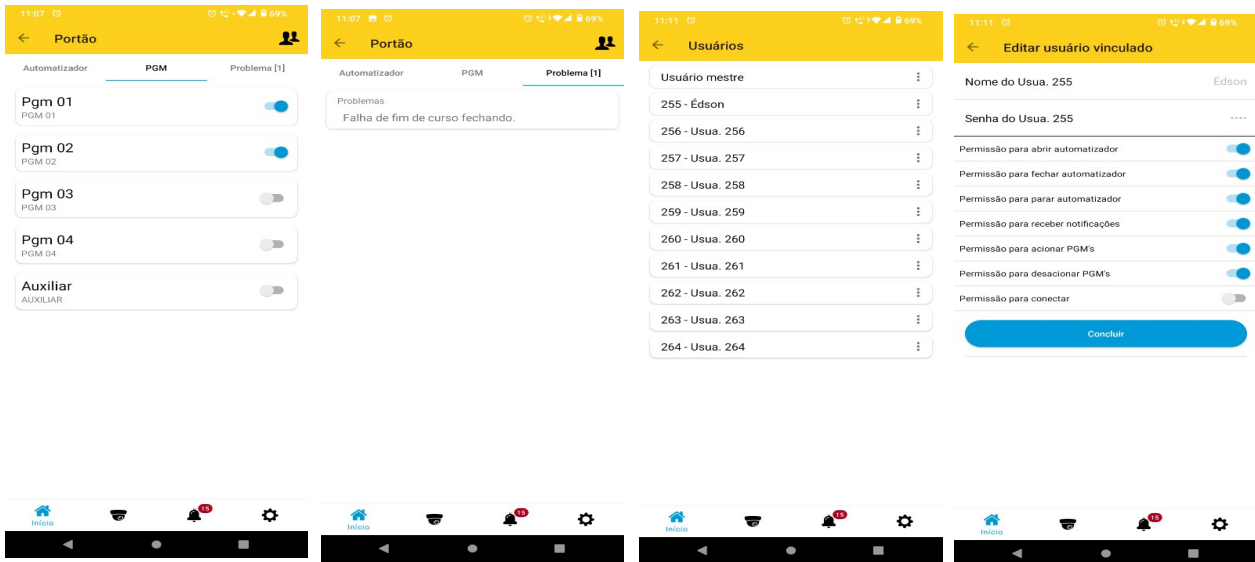 11:07
69%
Portão
Automatizador
PGM
Problema [1]
Pgm 01
PGM 01
Pgm 02
PGM 02
Pgm 03
PGM 03
Pgm 04
PGM 04
Auxiliar
AUXILIAR
Início
15
11:07
69%
Portão
Automatizador
PGM
Problema [1]
Problemas
Falha de fim de curso fechando.
Início
15
11:11
69%
Usuários
Usuário mestre
255 - Édson
256 - Usua. 256
257 - Usua. 257
258 - Usua. 258
259 - Usua. 259
260 - Usua. 260
261 - Usua. 261
262 - Usua. 262
263 - Usua. 263
264 - Usua. 264
Início
15
11:11
69%
Editar usuário vinculado
Nome do Usua. 255 Édson
Senha do Usua. 255 ····
Permissão para abrir automatizador
Permissão para fechar automatizador
Permissão para parar automatizador
Permissão para receber notificações
Permissão para acionar PGM's
Permissão para desacionar PGM's
Permissão para conectar
Concluir
Início
15